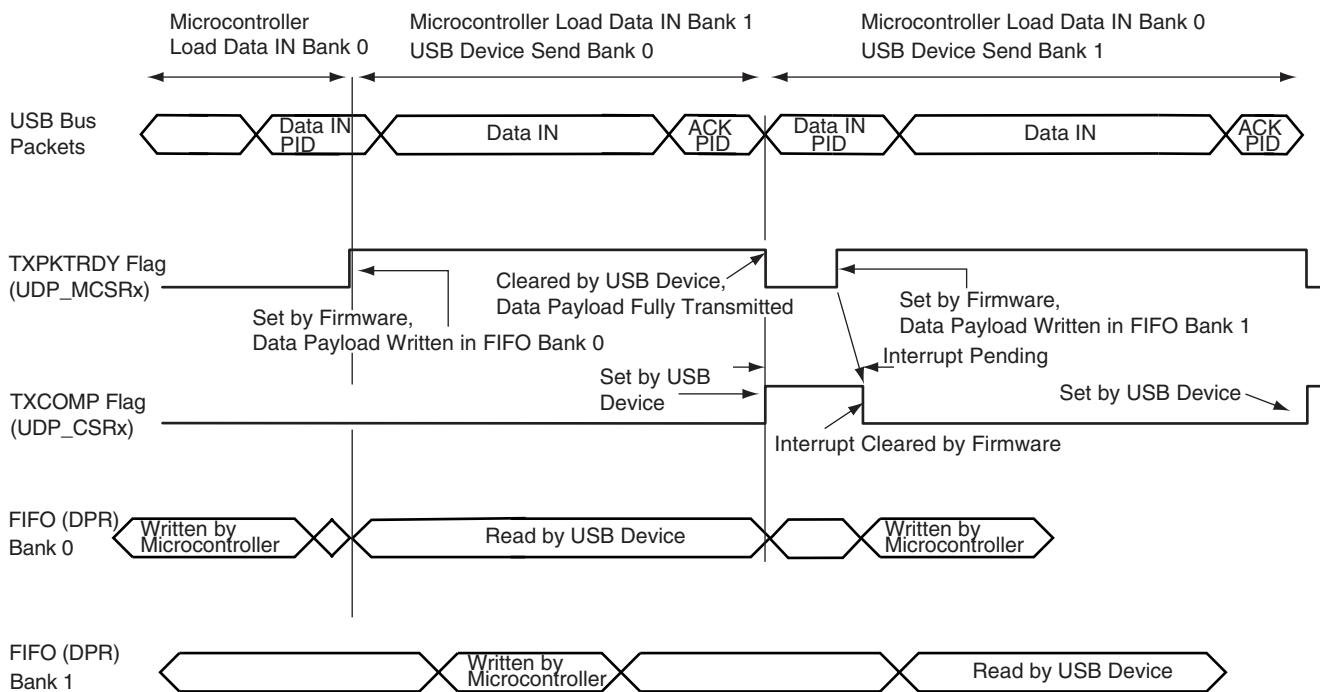 Microcontroller
Load Data IN Bank 0
Microcontroller Load Data IN Bank 1
USB Device Send Bank 0
Microcontroller Load Data IN Bank 0
USB Device Send Bank 1
USB Bus
Packets
Data IN
PID
Data IN
ACK
PID
Data IN
PID
Data IN
ACK
PID
TXPKTRDY Flag
(UDP_MCSRx)
Set by Firmware,
Data Payload Written in FIFO Bank 0
Cleared by USB Device,
Data Payload Fully Transmitted
Set by Firmware,
Data Payload Written in FIFO Bank 1
Interrupt Pending
TXCOMP Flag
(UDP_CSRx)
Set by USB
Device
Set by USB Device
Interrupt Cleared by Firmware
FIFO (DPR)
Bank 0
Written by
Microcontroller
Read by USB Device
Written by
Microcontroller
FIFO (DPR)
Bank 1
Written by
Microcontroller
Read by USB Device